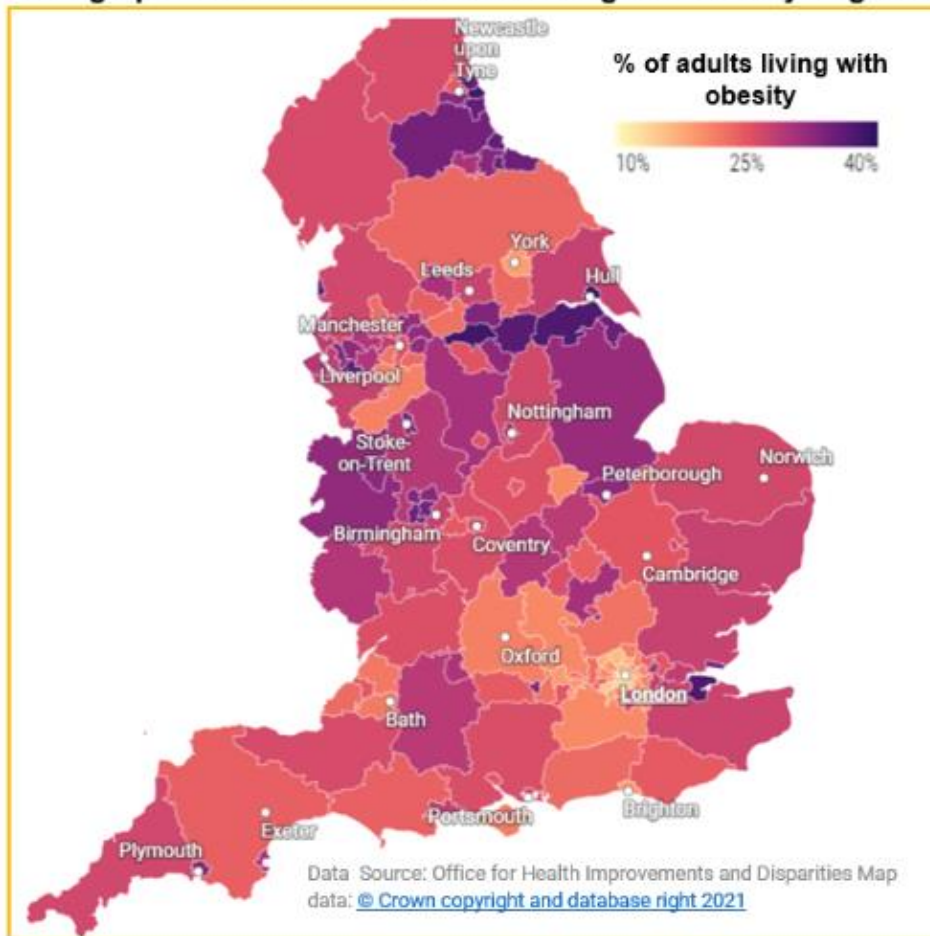 Newcastle
upon
Tyne
% of adults living with
obesity
10%
25%
40%
York
Leeds
Hull
Manchester
Liverpool
Nottingham
Stoke-
on-Trent
Norwich
Peterborough
Birmingham
Coventry
Cambridge
Oxford
London
Bath
Portsmouth
Brighton
Exeter
Plymouth
Data Source: Office for Health Improvements and Disparities Map
data: © Crown copyright and database right 2021